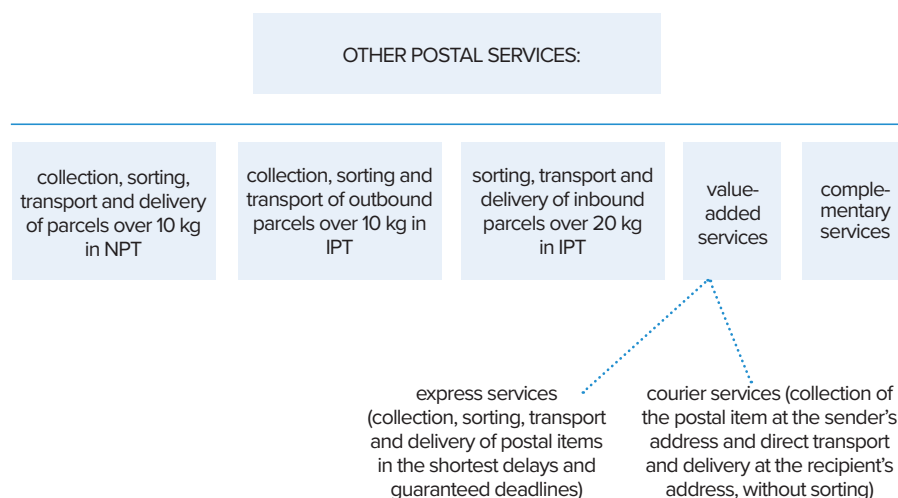 OTHER POSTAL SERVICES:
collection, sorting,
transport and delivery
of parcels over 10 kg
in NPT
collection, sorting and
transport of outbound
parcels over 10 kg in
IPT
sorting, transport and
delivery of inbound
parcels over 20 kg
in IPT
value-
added
services
comple-
mentary
services
express services
(collection, sorting, transport
and delivery of postal items
in the shortest delays and
guaranteed deadlines)
courier services (collection of
the postal item at the sender's
address and direct transport
and delivery at the recipient's
address, without sorting)